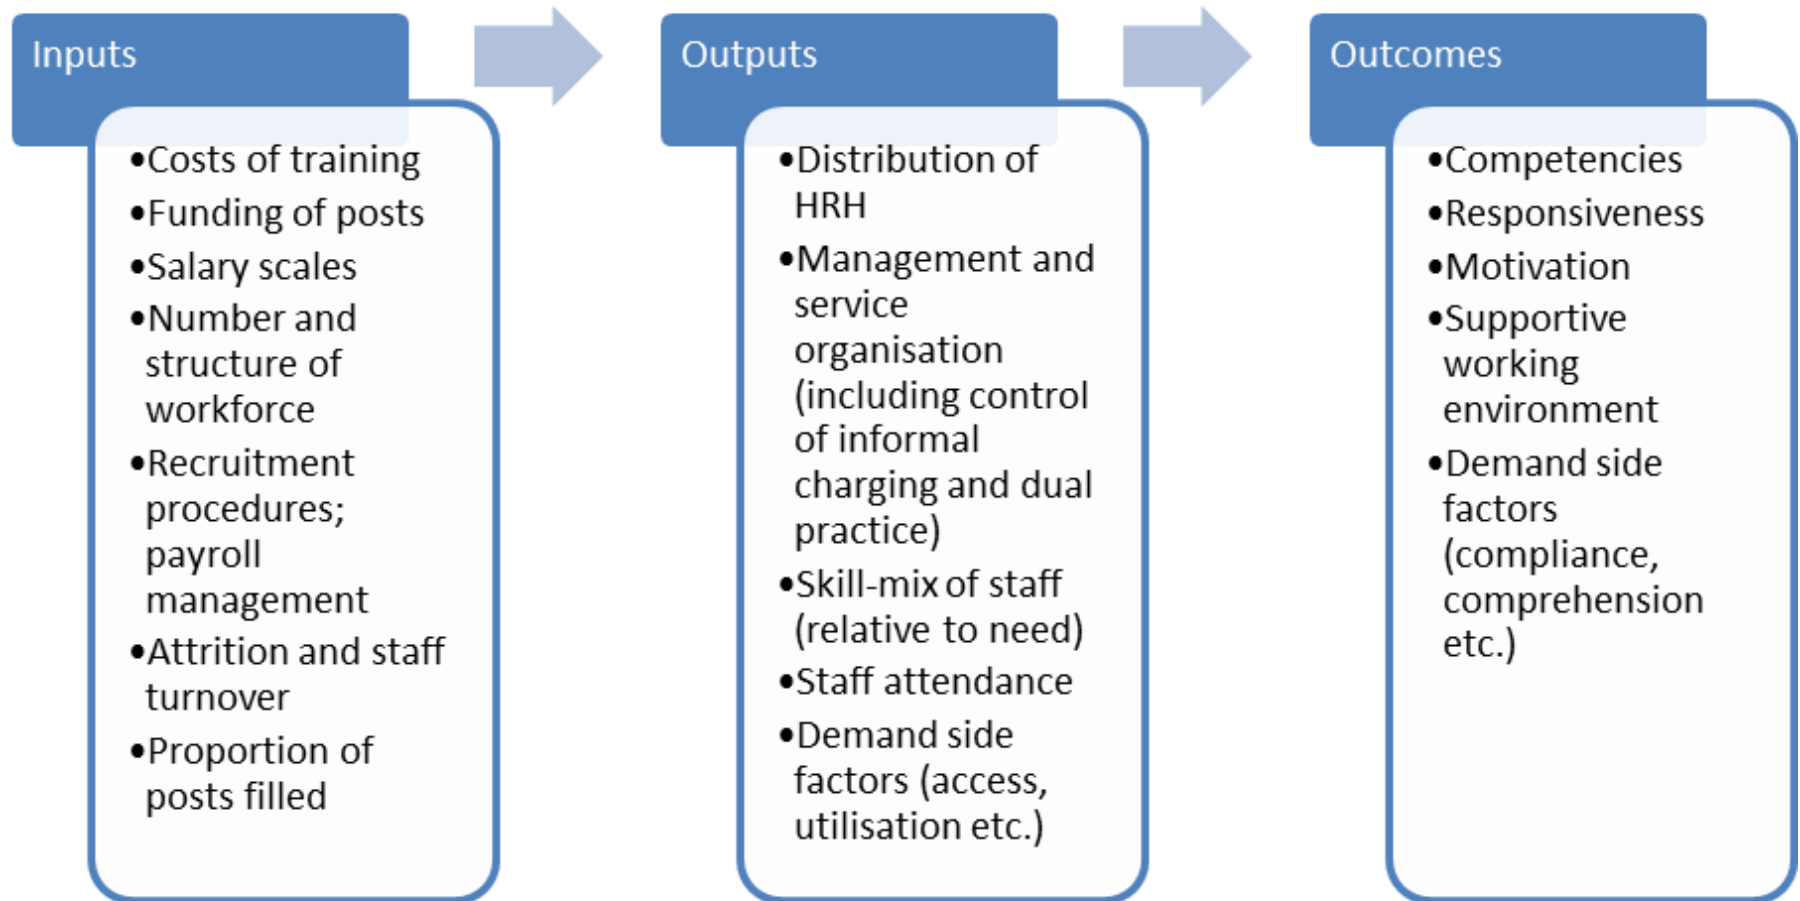 Inputs
•Costs of training
•Funding of posts
•Salary scales
•Number and
structure of
workforce
•Recruitment
procedures;
payroll
management
•Attrition and staff
turnover
•Proportion of
posts filled
Outputs
•Distribution of
HRH
•Management and
service
organisation
(including control
of informal
charging and dual
practice)
•Skill-mix of staff
(relative to need)
•Staff attendance
•Demand side
factors (access,
utilisation etc.)
Outcomes
•Competencies
•Responsiveness
•Motivation
•Supportive
working
environment
•Demand side
factors
(compliance,
comprehension
etc.)